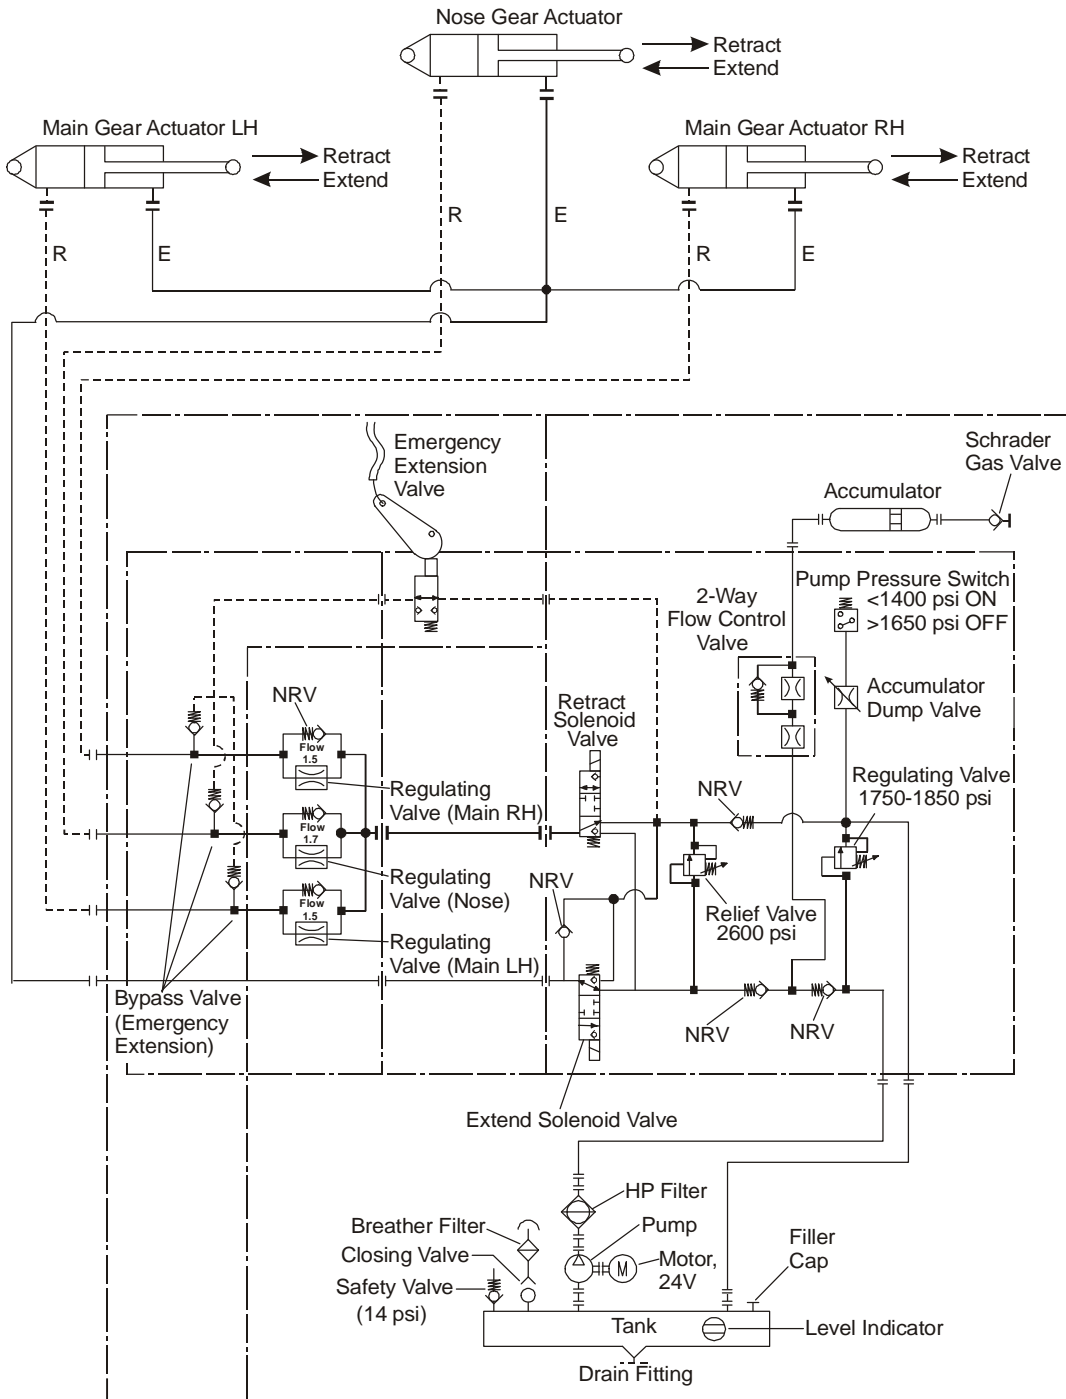 Nose Gear Actuator
Retract
Extend
Main Gear Actuator LH
Retract
Extend
Main Gear Actuator RH
Retract
Extend
R
E
R
E
R
E
Emergency
Extension
Valve
Schrader
Gas Valve
Accumulator
Pump Pressure Switch
<1400 psi ON
>1650 psi OFF
2-Way
Flow Control
Valve
Accumulator
Dump Valve
Retract
Solenoid
Valve
NRV
Flow
1.5
Regulating
Valve (Main RH)
Flow
1.7
Regulating
Valve (Nose)
Flow
1.5
Regulating
Valve (Main LH)
NRV
Regulating Valve
1750-1850 psi
NRV
Relief Valve
2600 psi
Bypass Valve
(Emergency
Extension)
NRV
NRV
Extend Solenoid Valve
HP Filter
Pump
M
Motor,
24V
Breather Filter
Closing Valve
Safety Valve
(14 psi)
Filler
Cap
Tank
Level Indicator
Drain Fitting